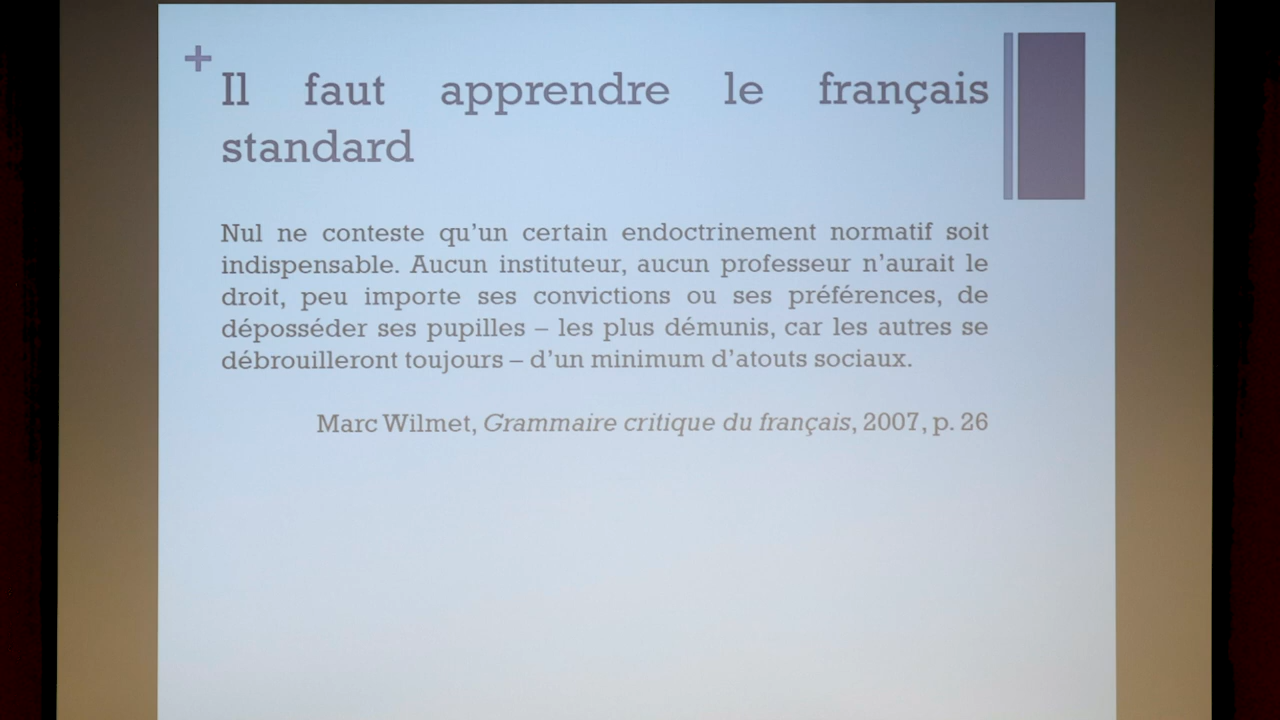 +
Il faut apprendre le français
standard
Nul ne conteste qu’un certain endoctrinement normatif soit
indispensable. Aucun instituteur, aucun professeur n’aurait le
droit, peu importe ses convictions ou ses préférences, de
déposséder ses pupilles – les plus démunis, car les autres se
débrouilleront toujours – d’un minimum d’atouts sociaux.
Marc Wilmet, Grammaire critique du français, 2007, p. 26